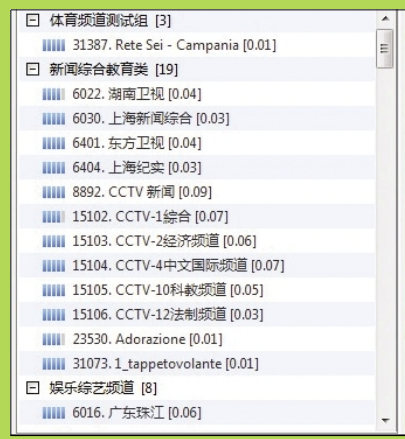 体育频道测试组 [3]
31387. Rete Sei - Campania [0.01]
新闻综合教育类 [19]
6022. 湖南卫视 [0.04]
6030. 上海新闻综合 [0.03]
6401. 东方卫视 [0.04]
6404. 上海纪实 [0.03]
8892. CCTV 新闻 [0.09]
15102. CCTV-1綜合 [0.07]
15103. CCTV-2经济频道 [0.06]
15104. CCTV-4中文国际频道 [0.07]
15105. CCTV-10科教频道 [0.05]
15106. CCTV-12法制频道 [0.03]
23530. Adorazione [0.01]
31073. 1_tappetovolante [0.01]
娱乐综艺频道 [8]
6016. 广东珠江 [0.06]